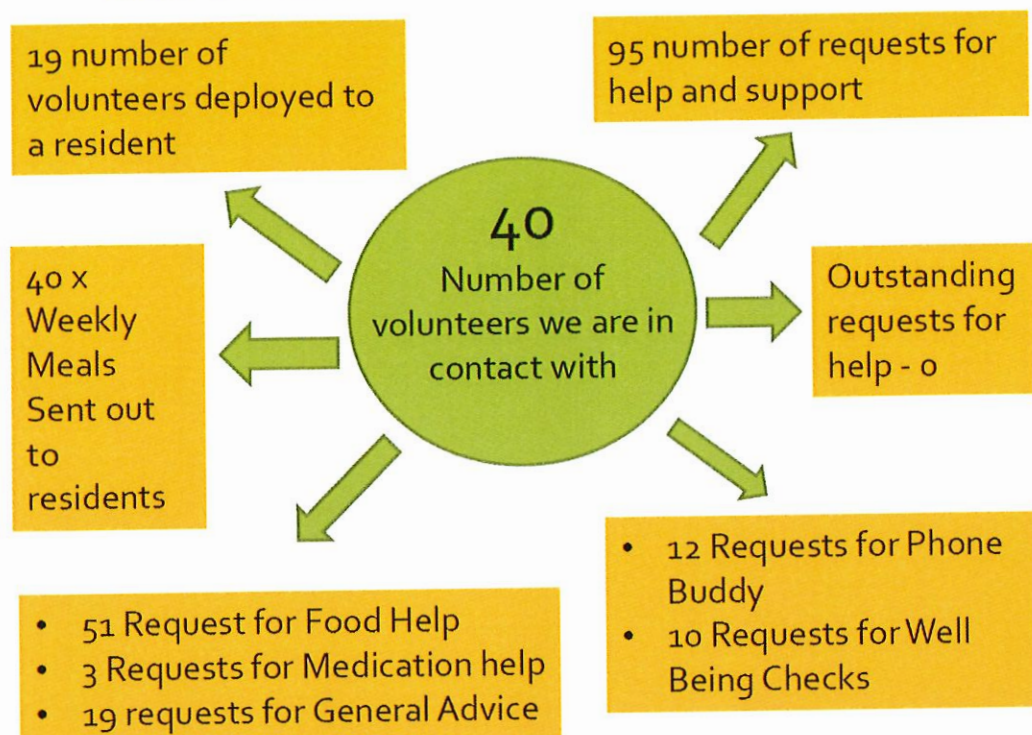 19 number of
volunteers deployed to
a resident
95 number of requests for
help and support
40
Number of
volunteers we are in
contact with
40 x
Weekly
Meals
Sent out
to
residents
Outstanding
requests for
help - 0
• 51 Request for Food Help
• 3 Requests for Medication help
• 19 requests for General Advice
• 12 Requests for Phone
Buddy
• 10 Requests for Well
Being Checks